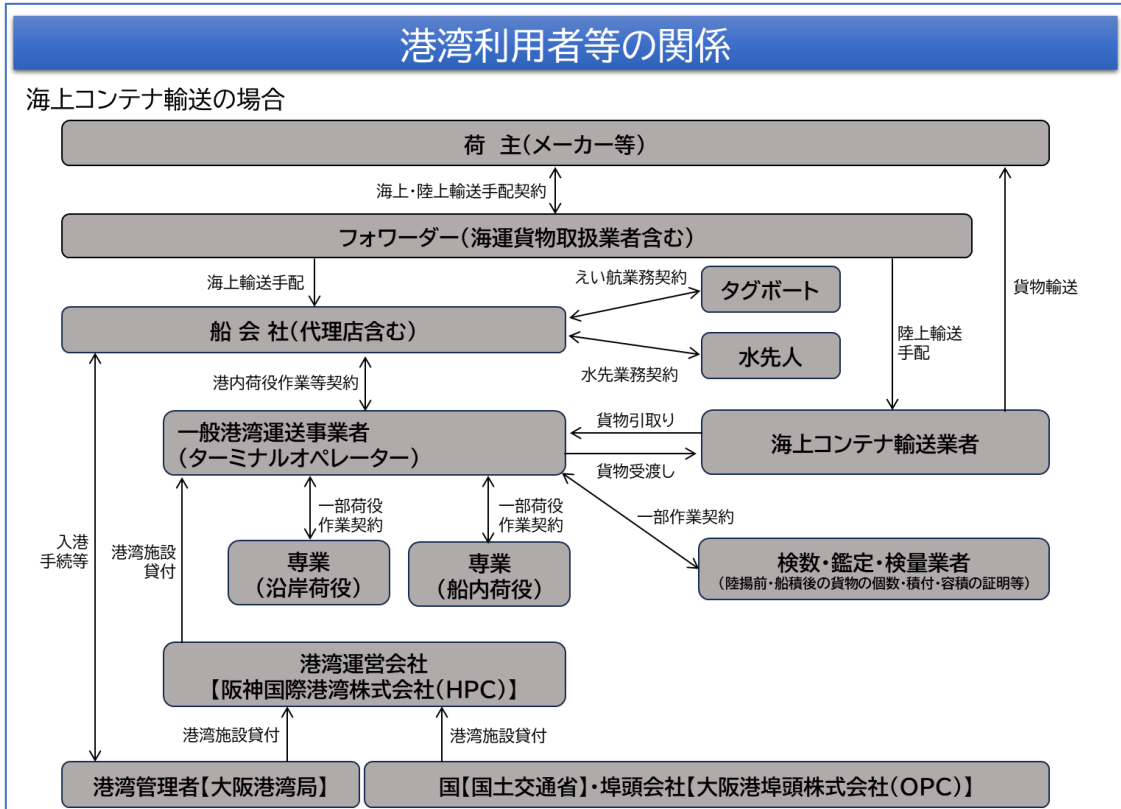 港湾利用者等の関係
海上コンテナ輸送の場合
荷 主(メーカー等)
海上・陸上輸送手配契約
フォワーダー(海運貨物取扱業者含む)
海上輸送手配
えい航業務契約
タグボート
貨物輸送
船 会 社(代理店含む)
陸上輸送
手配
水先人
水先業務契約
港内荷役作業等契約
一般港湾運送事業者
(ターミナルオペレーター)
貨物引取り
貨物受渡し
海上コンテナ輸送業者
入港
手続等
港湾施設
貸付
一部荷役
作業契約
一部荷役
作業契約
一部作業契約
専業
(沿岸荷役)
専業
(船内荷役)
検数・鑑定・検量業者
(陸揚前・船積後の貨物の個数・積付・容積の証明等)
港湾運営会社
【阪神国際港湾株式会社(HPC)】
港湾施設貸付
港湾施設貸付
港湾管理者【大阪港湾局】
国【国土交通省】・埠頭会社【大阪港埠頭株式会社(OPC)】